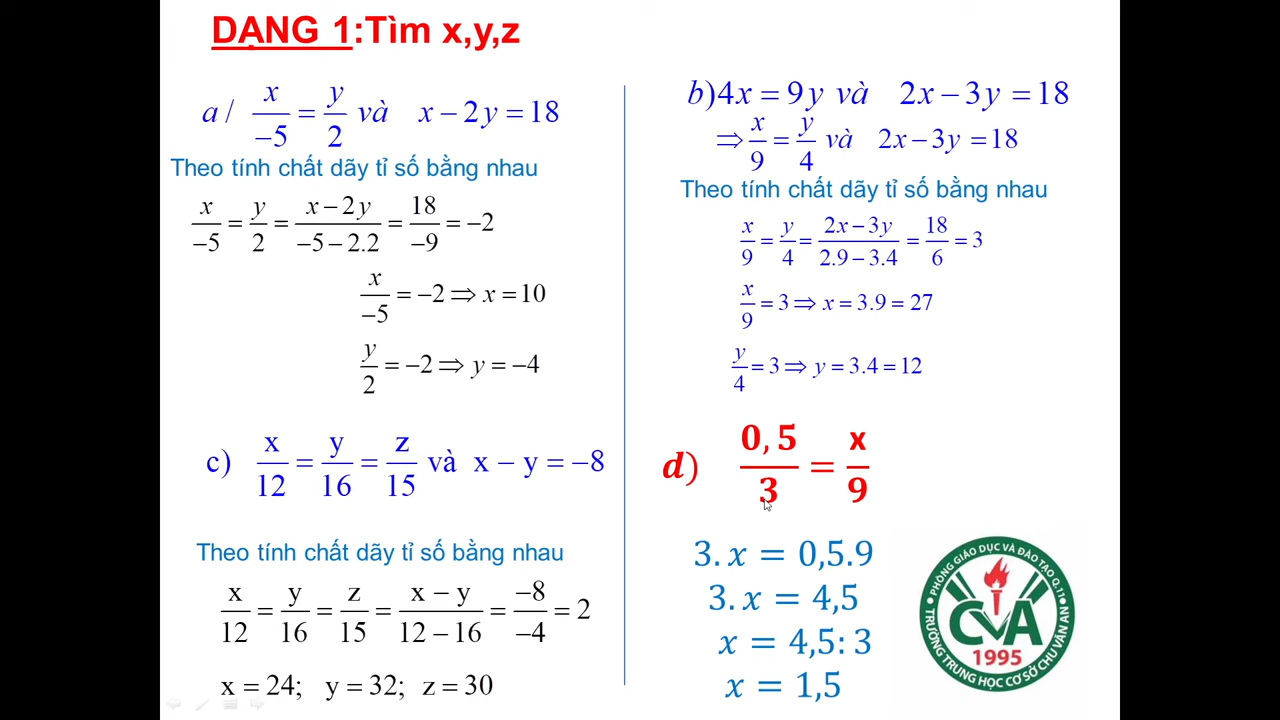 DẠNG 1:Tìm x,y,z
a / x/-5 = y/2 và x − 2y = 18
Theo tính chất dãy tỉ số bằng nhau
x/-5 = y/2 = (x − 2y)/(−5 − 2.2) = 18/−9 = −2
x/−5 = −2 ⇒ x = 10
y/2 = −2 ⇒ y = −4
b)4x = 9y và 2x − 3y = 18
⇒ x/9 = y/4 và 2x − 3y = 18
Theo tính chất dãy tỉ số bằng nhau
x/9 = y/4 = (2x − 3y)/(2.9 − 3.4) = 18/6 = 3
x/9 = 3 ⇒ x = 3.9 = 27
y/4 = 3 ⇒ y = 3.4 = 12
c) x/12 = y/16 = z/15 và x − y = −8
Theo tính chất dãy tỉ số bằng nhau
x/12 = y/16 = z/15 = (x − y)/(12 − 16) = −8/−4 = 2
x = 24; y = 32; z = 30
d) 0,5/3 = x/9
3.x = 0,5.9
3.x = 4,5
x = 4,5:3
x = 1,5
PHÒNG GIÁO DỤC VÀ ĐÀO TẠO Q.11
CVA
1995
TRƯỜNG TRUNG HỌC CƠ SỞ CHU VĂN AN